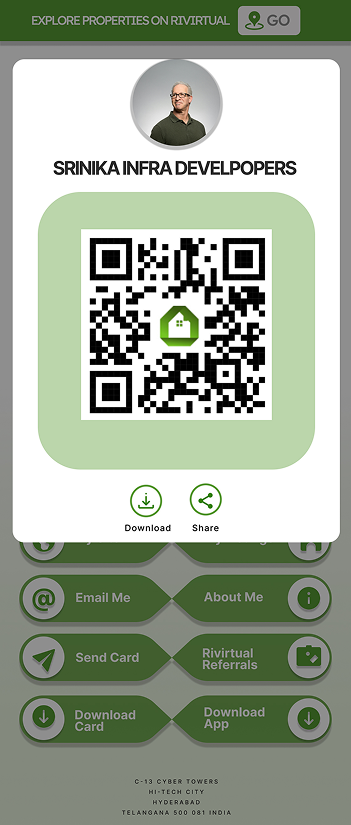 EXPLORE PROPERTIES ON RIVIRTUAL GO
SRINIKA INFRA DEVELPOPERS
Download Share
Email Me About Me
Send Card Rivirtual
Referrals
Download
Card
Download
App
C-13 CYBER TOWERS
HI-TECH CITY
HYDERABAD
TELANGANA 500 081 INDIA